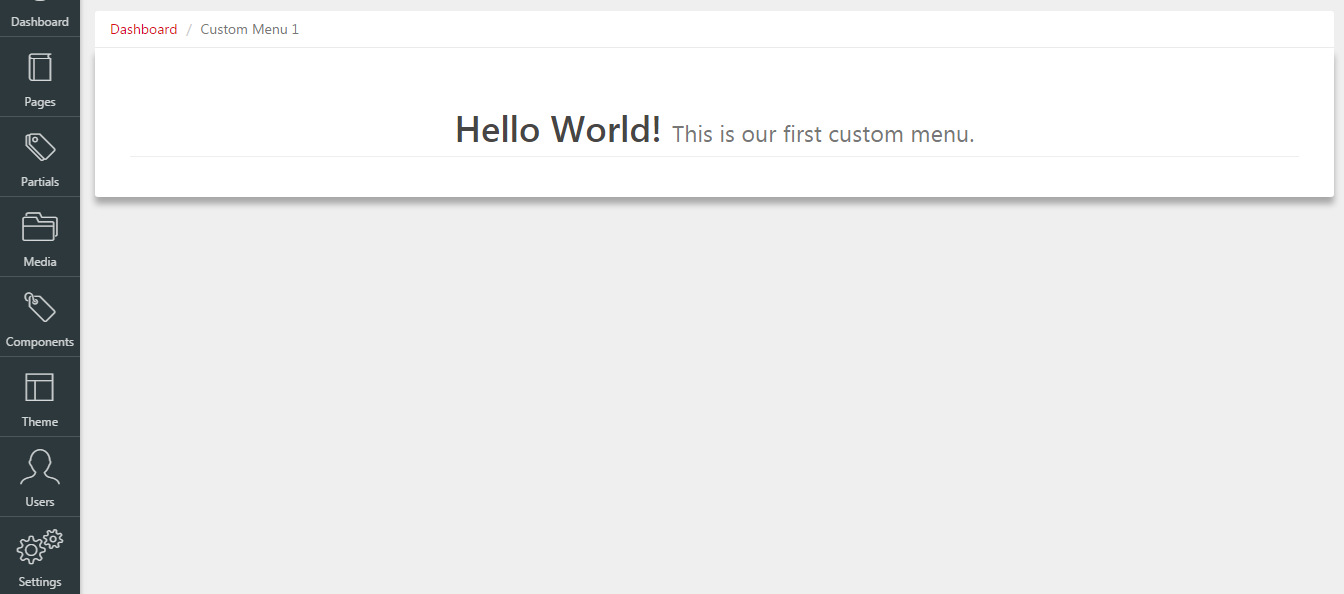 Dashboard
Pages
Partials
Media
Components
Theme
Users
Settings
Dashboard / Custom Menu 1
Hello World! This is our first custom menu.